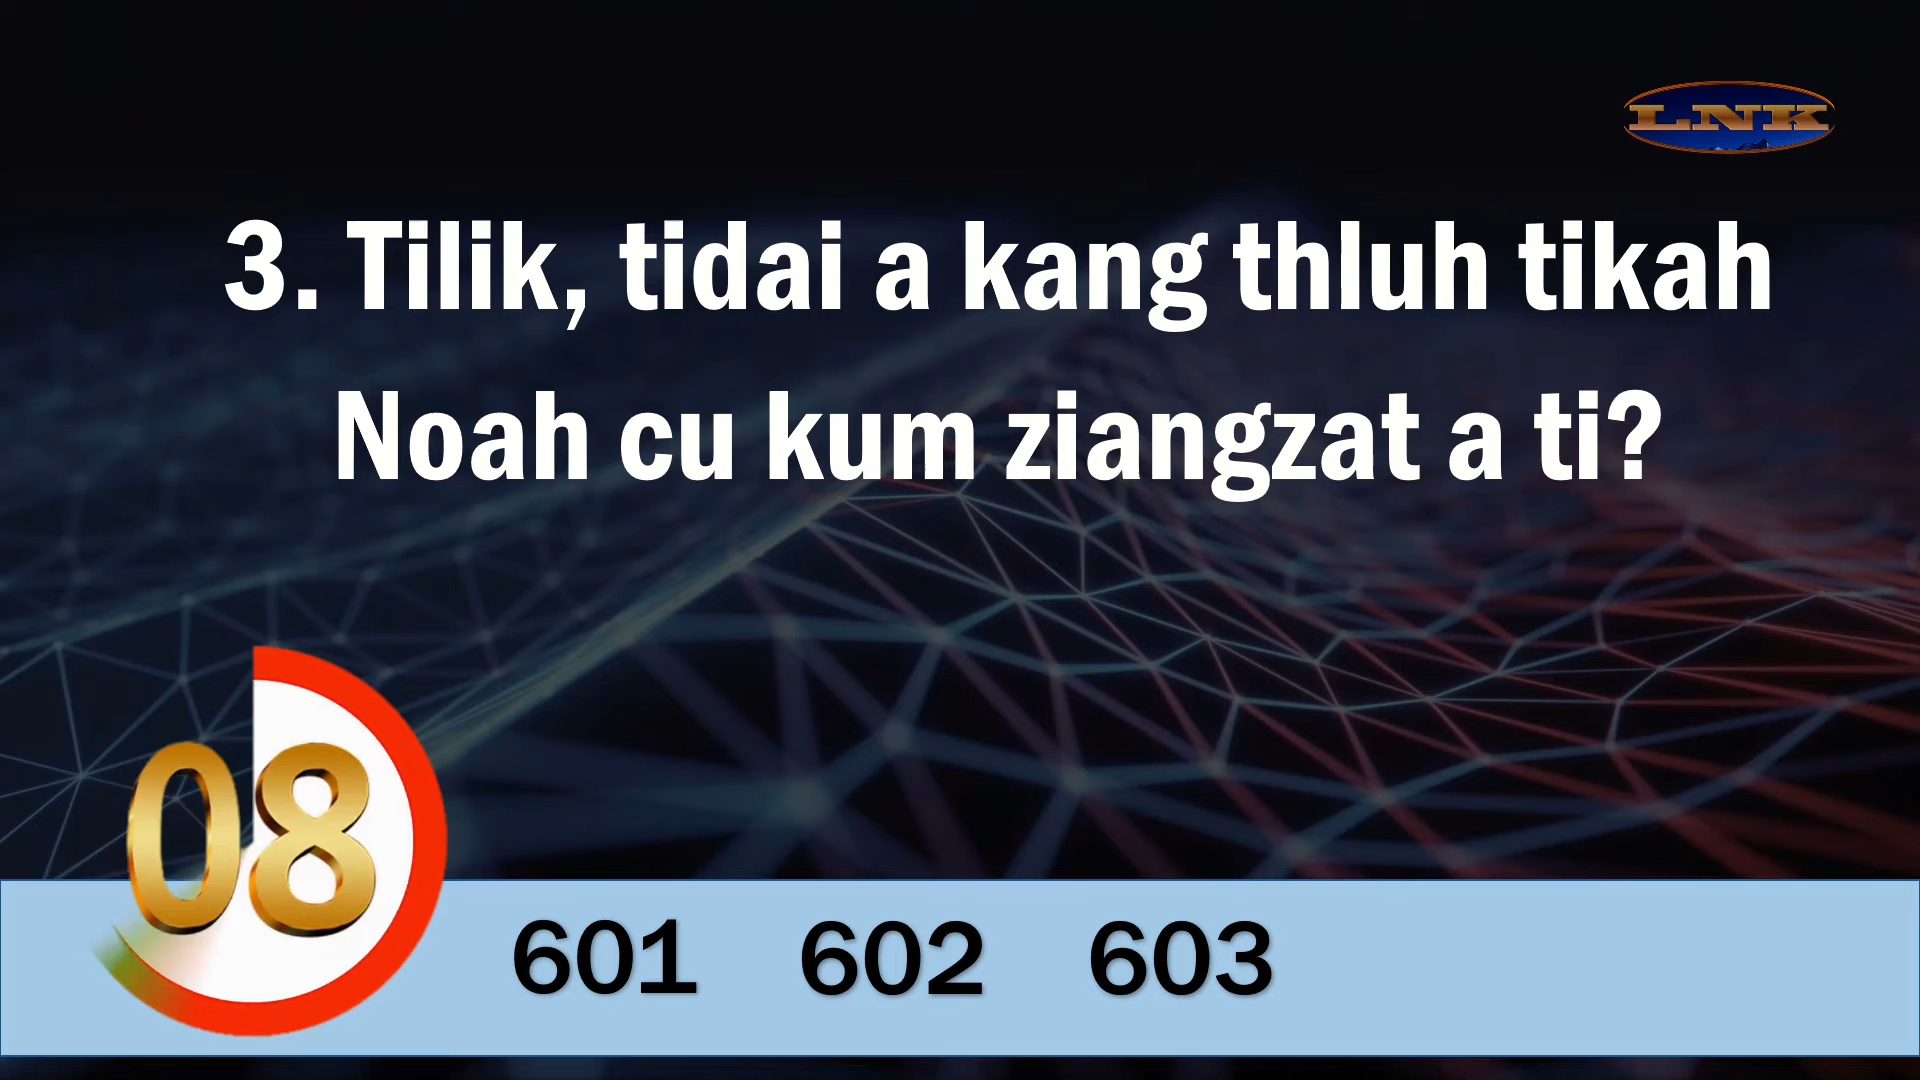 LNK
3. Tilik, tidai a kang thluh tikah
Noah cu kum ziangzat a ti?
08
601 602 603